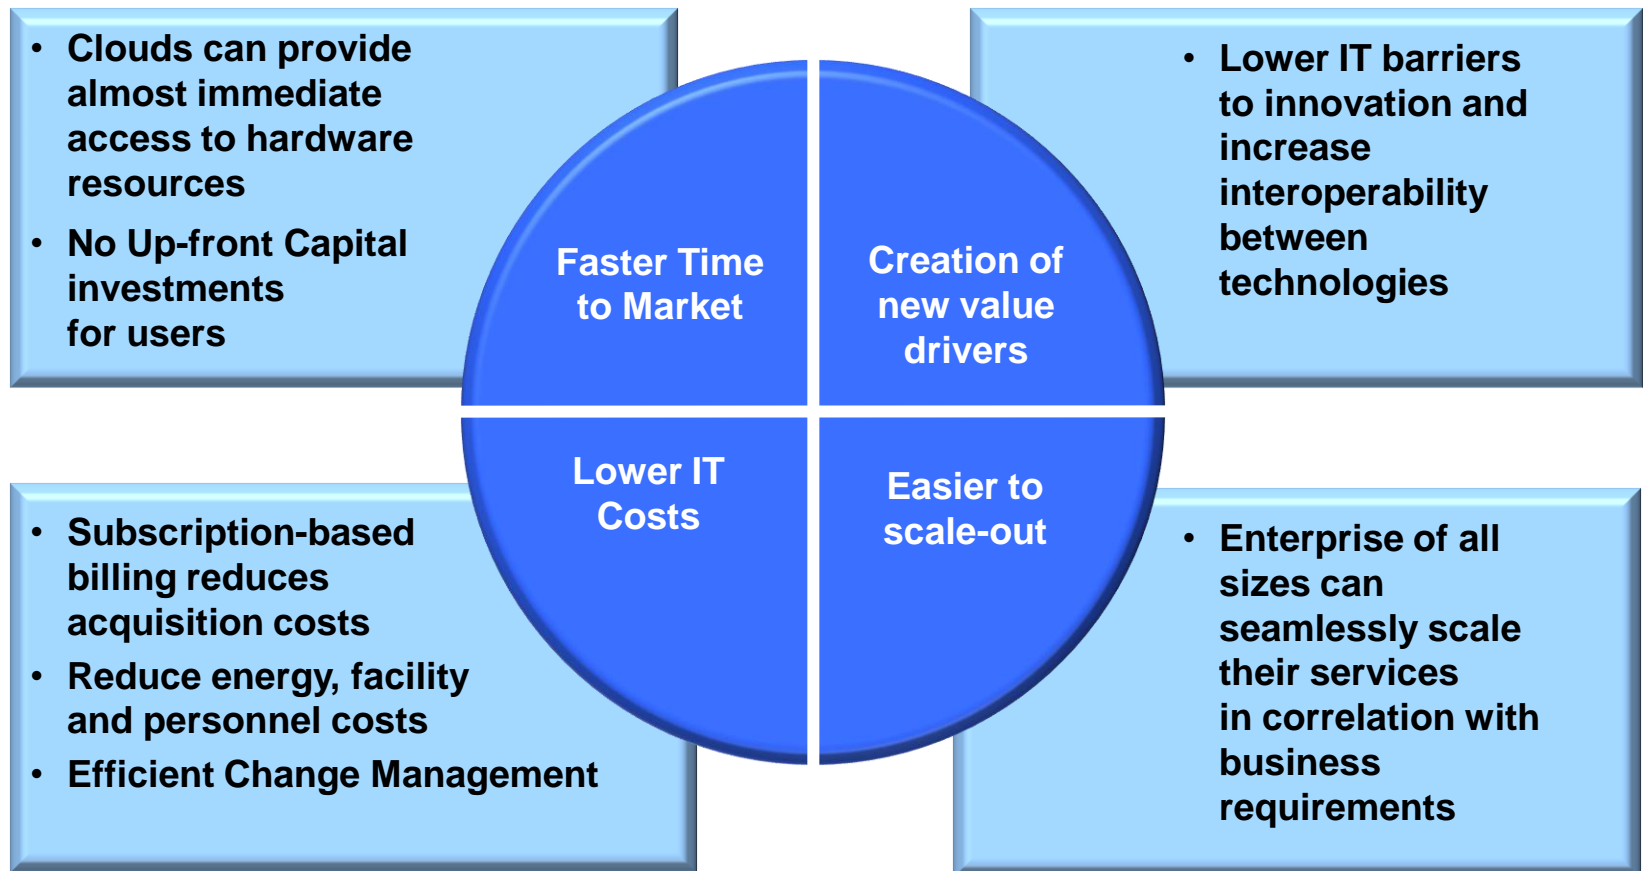 • Clouds can provide
almost immediate
access to hardware
resources
• No Up-front Capital
investments
for users
Faster Time
to Market
Creation of
new value
drivers
• Lower IT barriers
to innovation and
increase
interoperability
between
technologies
• Subscription-based
billing reduces
acquisition costs
• Reduce energy, facility
and personnel costs
• Efficient Change Management
Lower IT
Costs
Easier to
scale-out
• Enterprise of all
sizes can
seamlessly scale
their services
in correlation with
business
requirements